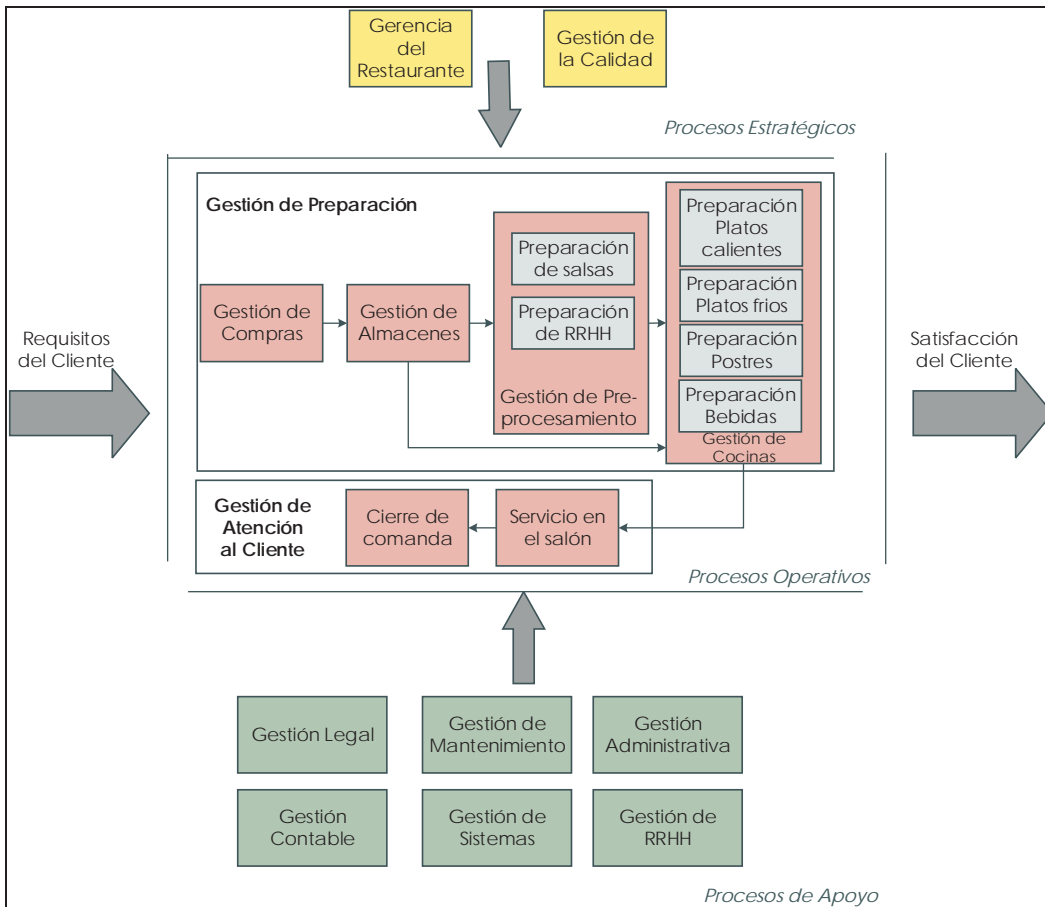 Gerencia
del
Restaurante
Gestión de
la Calidad
Procesos Estratégicos
Requisitos
del Cliente
Gestión de Preparación
Gestión de
Compras
Gestión de
Almacenes
Preparación
de salsas
Preparación
de RRHH
Gestión de Pre-
procesamiento
Preparación
Platos
calientes
Preparación
Platos frios
Preparación
Postres
Preparación
Bebidas
Gestión de
Cocinas
Satisfacción
del Cliente
Gestión de
Atención
al Cliente
Cierre de
comanda
Servicio en
el salón
Procesos Operativos
Gestión Legal
Gestión de
Mantenimiento
Gestión
Administrativa
Gestión
Contable
Gestión de
Sistemas
Gestión de
RRHH
Procesos de Apoyo